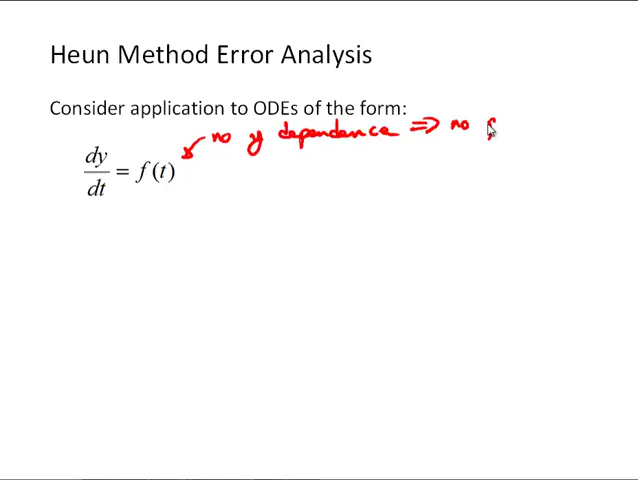 Heun Method Error Analysis
Consider application to ODEs of the form:
no y dependence ⇒ no
dy/dt = f(t)